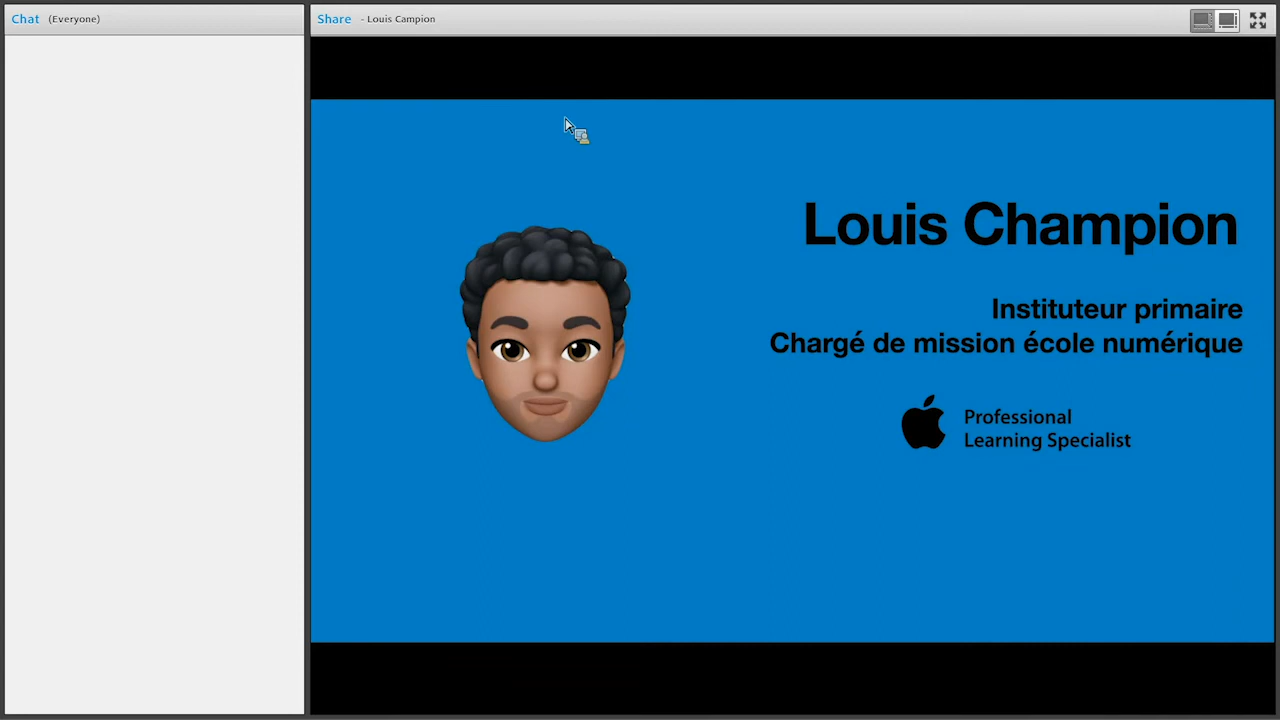 Chat (Everyone)
Share - Louis Campion
Louis Champion
Instituteur primaire
Chargé de mission école numérique
Professional
Learning Specialist